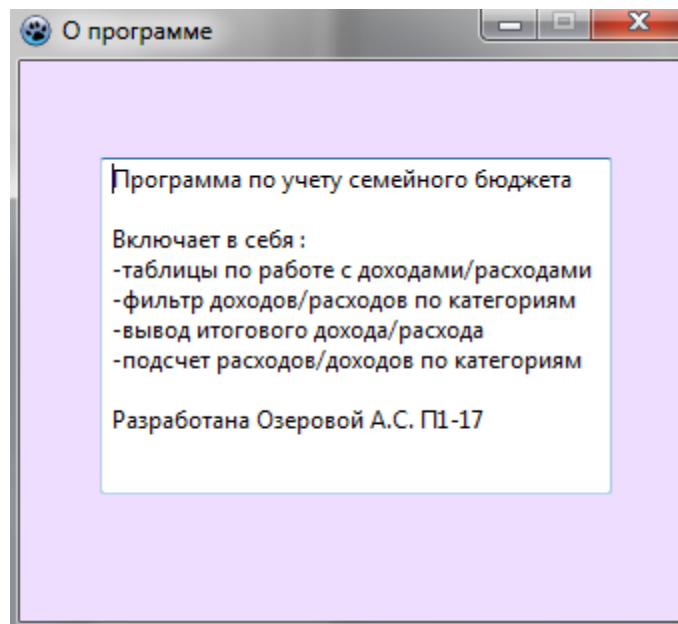 О программе
Программа по учету семейного бюджета
Включает в себя :
-таблицы по работе с доходами/расходами
-фильтр доходов/расходов по категориям
-вывод итогового дохода/расхода
-подсчет расходов/доходов по категориям
Разработана Озеровой А.С. П1-17